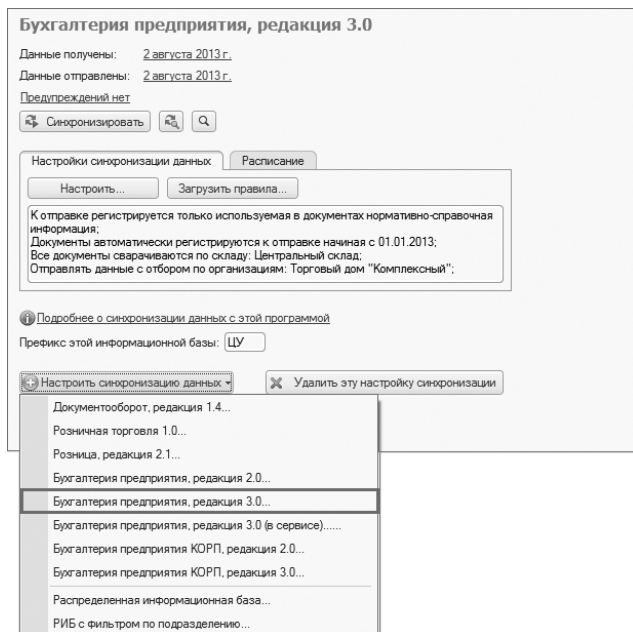 Бухгалтерия предприятия, редакция 3.0
Данные получены: 2 августа 2013 г.
Данные отправлены: 2 августа 2013 г.
Предупреждений нет
Синхронизировать
Настройки синхронизации данных Расписание
Настроить... Загрузить правила...
К отправке регистрируется только используемая в документах нормативно-справочная
информация;
Документы автоматически регистрируются к отправке начиная с 01.01.2013;
Все документы сварачиваются по складу: Центральный склад;
Отправлять данные с отбором по организациям: Торговый дом "Комплексный";
Подробнее о синхронизации данных с этой программой
Префикс этой информационной базы: ЦУ
Настроить синхронизацию данных Удалить эту настройку синхронизации
Документооборот, редакция 1.4...
Розничная торговля 1.0...
Розница, редакция 2.1...
Бухгалтерия предприятия, редакция 2.0...
Бухгалтерия предприятия, редакция 3.0...
Бухгалтерия предприятия, редакция 3.0 (в сервисе)......
Бухгалтерия предприятия КОРП, редакция 2.0...
Бухгалтерия предприятия КОРП, редакция 3.0...
Распределенная информационная база...
РИБ с фильтром по подразделению...